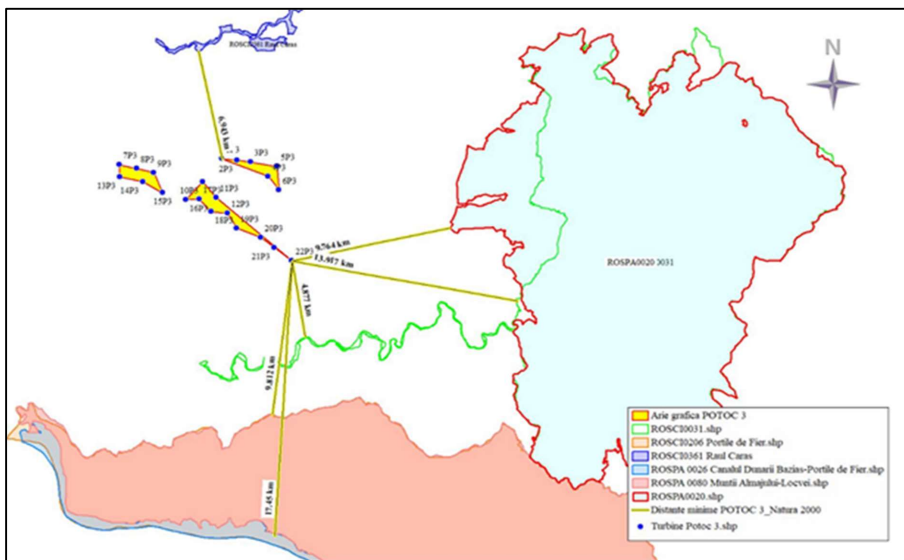 ROSCI0361 Raul Caras
N
6,943 km
3
3P3
5P3
2P3
6P3
7P3
8P3
9P3
13P3
14P3
15P3
10P3
11P3
12P3
16P3
18P3
19P3
20P3
21P3
22P3
9,764 km
13,917 km
4,877 km
9,812 km
17,45 km
ROSPA0020
Arie grafica POTOC 3
ROSCI0031.shp
ROSCI0206 Portile de Fier.shp
ROSCI0361 Raul Caras
ROSPA 0026 Canalul Dunarii Bazias-Portile de Fier.shp
ROSPA 0080 Muntii Almajului-Locvei.shp
ROSPA0020.shp
Distante minime POTOC 3_Natura 2000
Turbine Potoc 3.shp